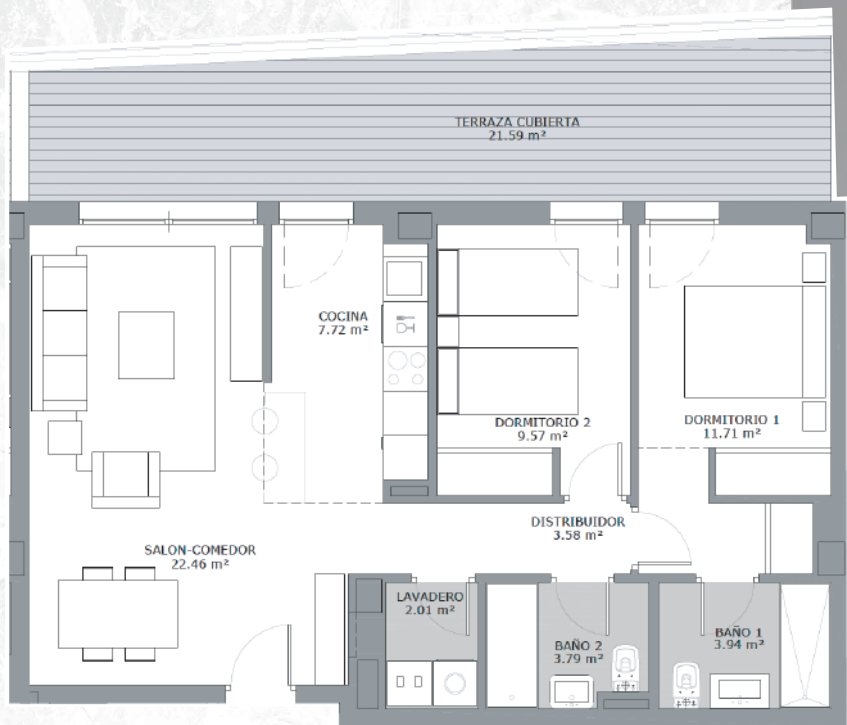 TERRAZA CUBIERTA
21.59 m²
COCINA
7.72 m²
DORMITORIO 2
9.57 m²
DORMITORIO 1
11.71 m²
DISTRIBUIDOR
3.58 m²
SALON-COMEDOR
22.46 m²
LAVADERO
2.01 m²
BAÑO 2
3.79 m²
BAÑO 1
3.94 m²